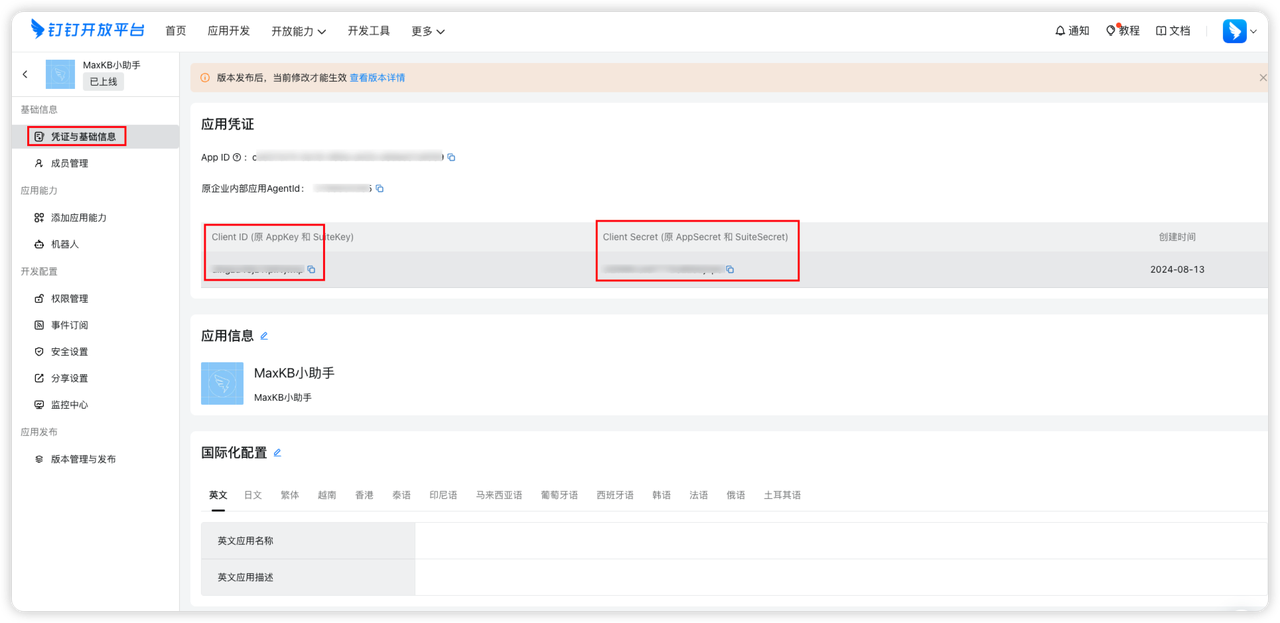 钉钉开放平台 首页 应用开发 开放能力 开发工具 更多 通知 教程 文档
MaxKB小助手
已上线
基础信息
凭证与基础信息
成员管理
应用能力
添加应用能力
机器人
开发配置
权限管理
事件订阅
安全设置
分享设置
监控中心
应用发布
版本管理与发布
版本发布后，当前修改才能生效 查看版本详情
应用凭证
App ID :
原企业内部应用AgentId:
Client ID (原 AppKey 和 SuiteKey) Client Secret (原 AppSecret 和 SuiteSecret) 创建时间
2024-08-13
应用信息
MaxKB小助手
MaxKB小助手
国际化配置
英文 日文 繁体 越南 香港 泰语 印尼语 马来西亚语 葡萄牙语 西班牙语 韩语 法语 俄语 土耳其语
英文应用名称
英文应用描述